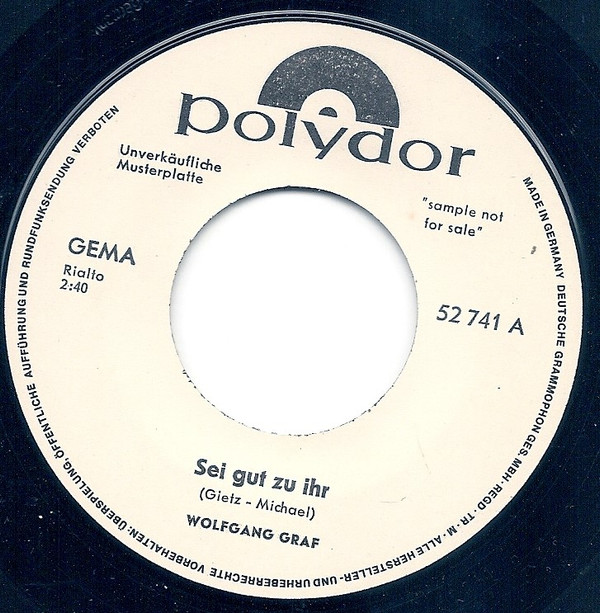 polydor
Unverkäufliche
Musterplatte
"sample not
for sale"
GEMA
Rialto
2:40
52 741 A
Sei gut zu ihr
(Gietz - Michael)
WOLFGANG GRAF
MADE IN GERMANY DEUTSCHE GRAMMOPHON GES. MBH · REGD · TR · M · ALLE HERSTELLER- UND URHEBERRECHTE VORBEHALTEN: ÜBERSPIELUNG, ÖFFENTLICHE AUFFÜHRUNG UND RUNDFUNKSENDUNG VERBOTEN